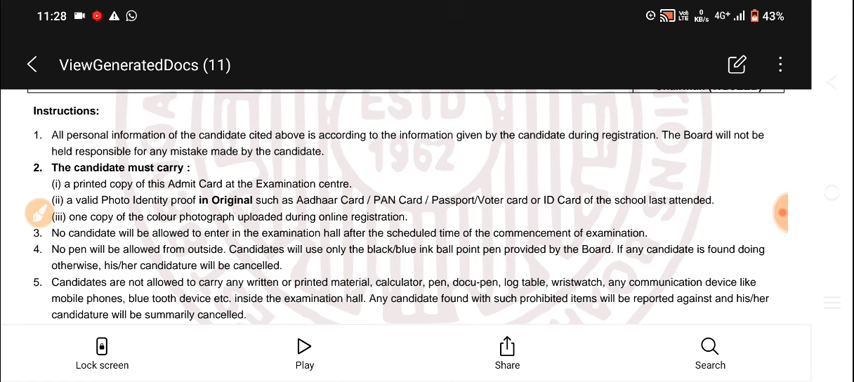 11:28 Vol LTE 0 KB/s 4G+ 43%
ViewGeneratedDocs (11)
ESTD
1962
Instructions:
1. All personal information of the candidate cited above is according to the information given by the candidate during registration. The Board will not be
held responsible for any mistake made by the candidate.
2. The candidate must carry :
(i) a printed copy of this Admit Card at the Examination centre.
(ii) a valid Photo Identity proof in Original such as Aadhaar Card / PAN Card / Passport/Voter card or ID Card of the school last attended.
(iii) one copy of the colour photograph uploaded during online registration.
3. No candidate will be allowed to enter in the examination hall after the scheduled time of the commencement of examination.
4. No pen will be allowed from outside. Candidates will use only the black/blue ink ball point pen provided by the Board. If any candidate is found doing
otherwise, his/her candidature will be cancelled.
5. Candidates are not allowed to carry any written or printed material, calculator, pen, docu-pen, log table, wristwatch, any communication device like
mobile phones, blue tooth device etc. inside the examination hall. Any candidate found with such prohibited items will be reported against and his/her
candidature will be summarily cancelled.
Lock screen Play Share Search